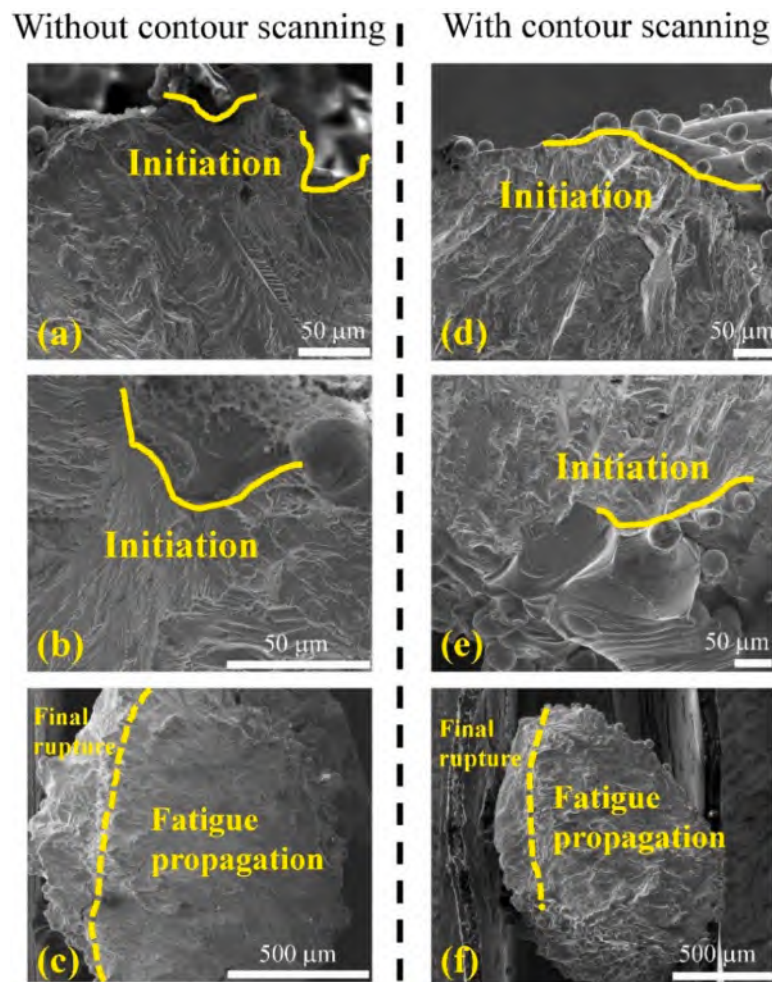 Without contour scanning
With contour scanning
Initiation
(a)
50 μm
Initiation
(d)
50 μm
Initiation
(b)
50 μm
Initiation
(e)
50 μm
Final
rupture
Fatigue
propagation
(c)
500 μm
Final
rupture
Fatigue
propagation
(f)
500 μm